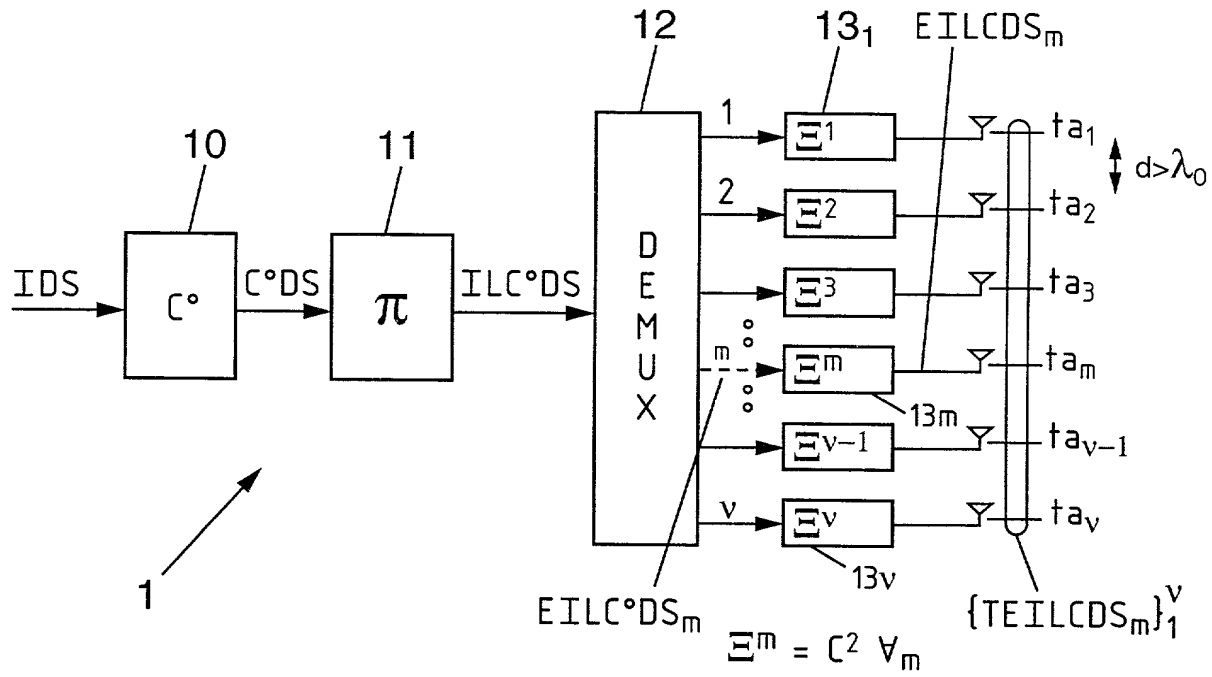 12
13₁
EILCDSₘ
10
11
1
Ξ¹
ta₁
d>λ₀
2
Ξ²
ta₂
IDS
C°
C°DS
π
ILC°DS
DEMUX
Ξ³
ta₃
m
Ξᵐ
taₘ
13m
Ξᵛ⁻¹
taᵥ₋₁
ν
Ξᵛ
taᵥ
13ν
1
EILC°DSₘ
{TEILCDSₘ}₁ᵛ
Ξᵐ = C² ∀ₘ